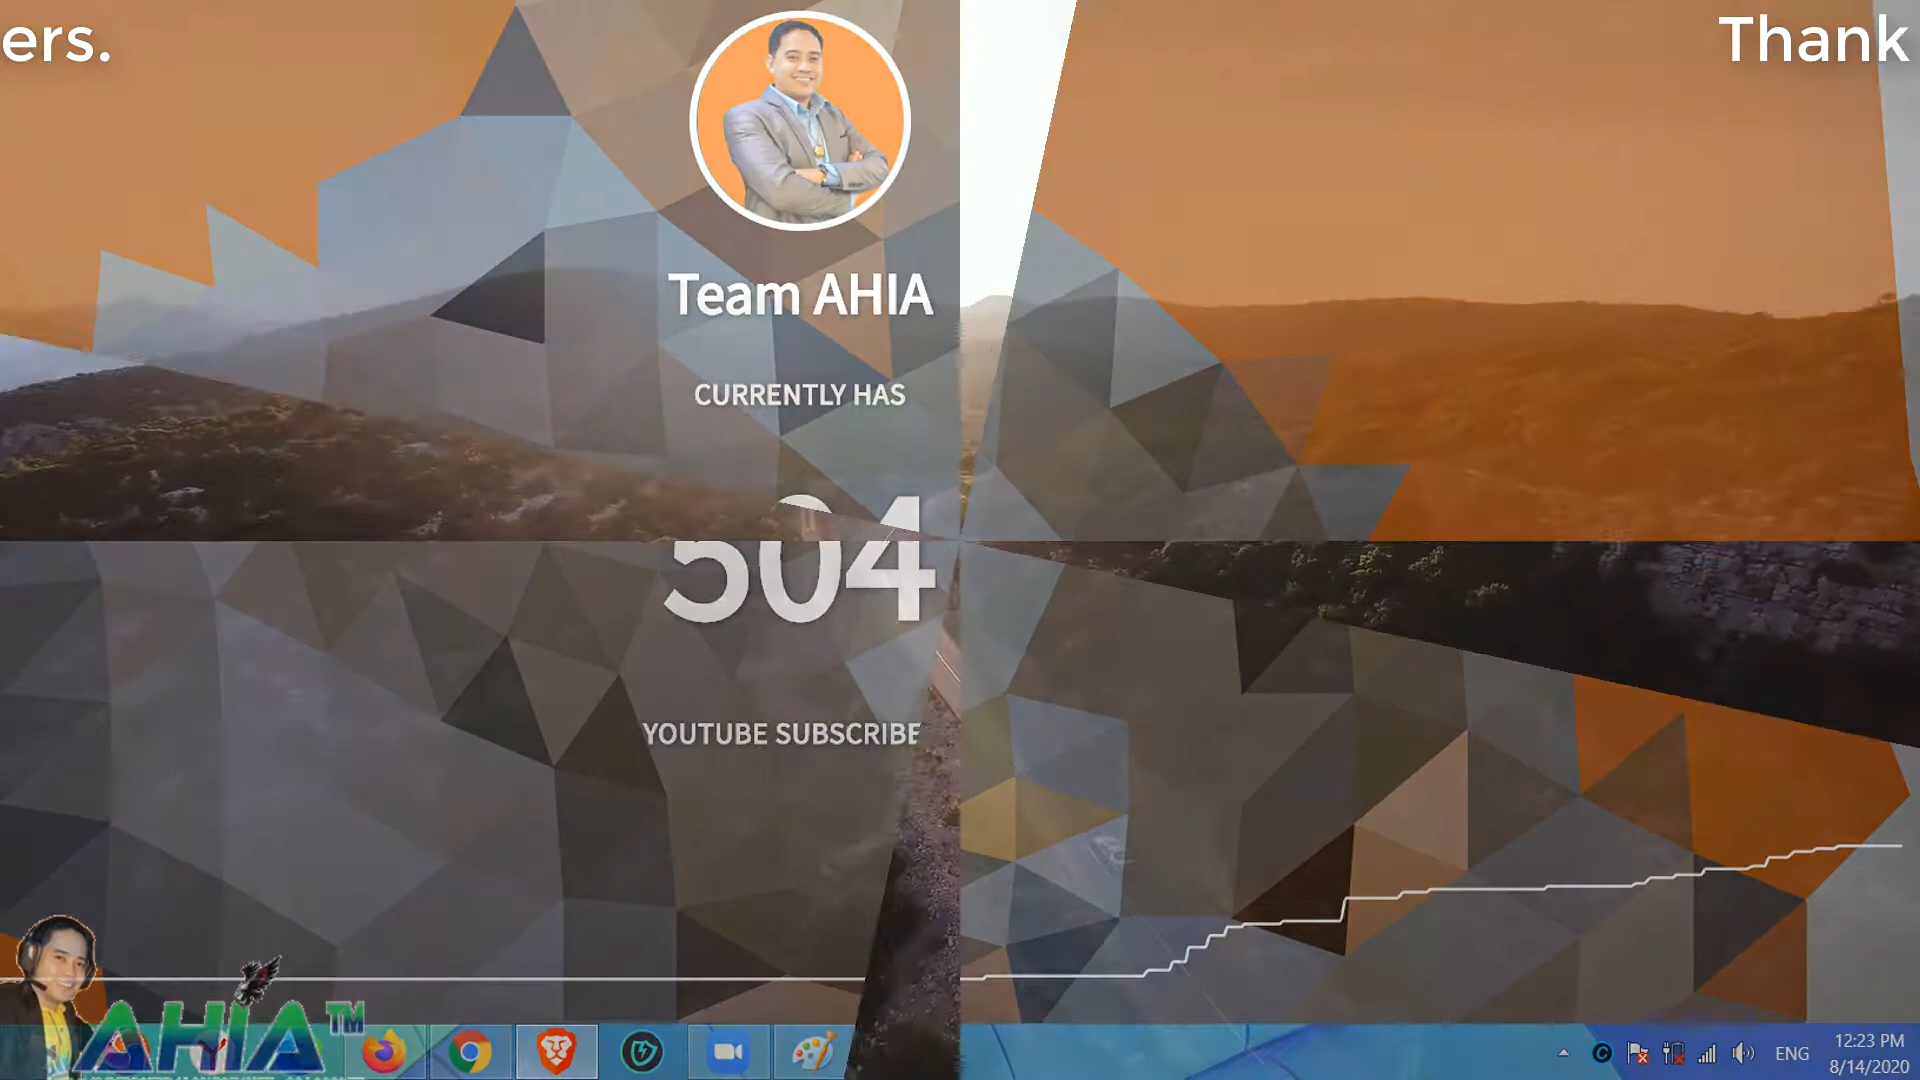 ers.
Thank
Team AHIA
CURRENTLY HAS
504
YOUTUBE SUBSCRIBE
AHIA™
ENG
12:23 PM
8/14/2020